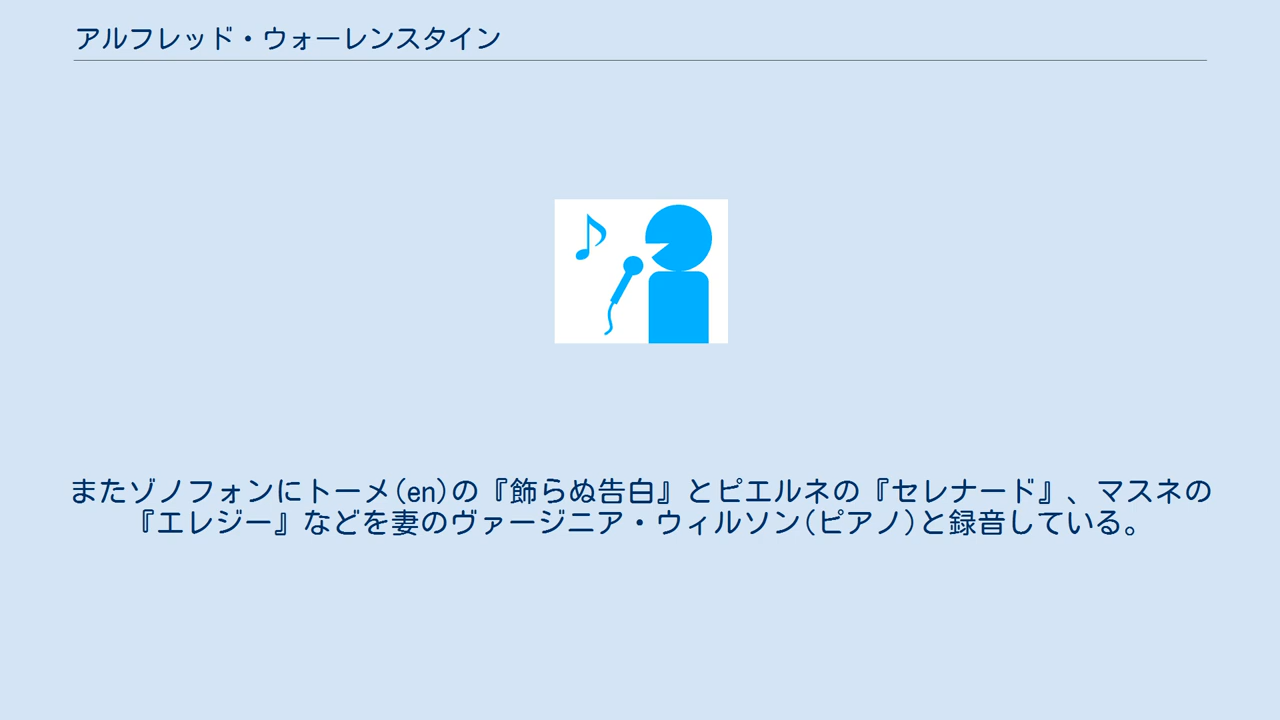 アルフレッド・ウォーレンスタイン
またゾノフォンにトーメ(en)の『飾らぬ告白』とピエルネの『セレナード』、マスネの
『エレジー』などを妻のヴァージニア・ウィルソン(ピアノ)と録音している。